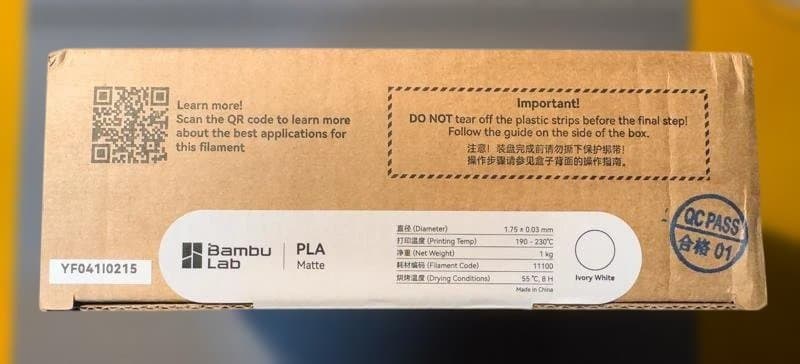 Learn more!
Scan the QR code to learn more
about the best applications for
this filament
Important!
DO NOT tear off the plastic strips before the final step!
Follow the guide on the side of the box.
注意！装盘完成前请勿撕下保护绑带！
操作步骤请参见盒子背面的操作指南。
QC PASS
合格 01
YF041I0215
Bambu
Lab
PLA
Matte
直径 (Diameter) 1.75 ± 0.03 mm
打印温度 (Printing Temp) 190 - 230℃
净重 (Net Weight) 1 kg
耗材编码 (Filament Code) 11100
烘烤温度 (Drying Conditions) 55 ℃, 8 H
Made in China
Ivory White